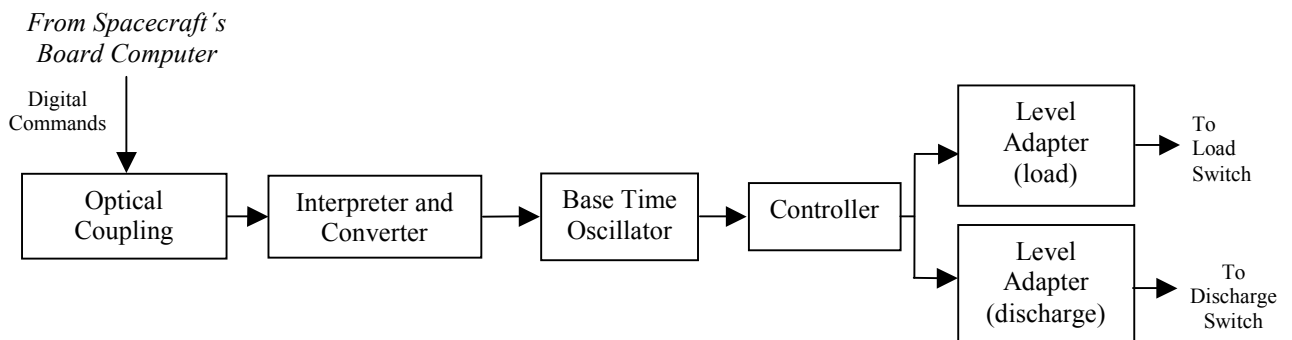 From Spacecraft´s
Board Computer
Digital
Commands
Optical
Coupling
Interpreter and
Converter
Base Time
Oscillator
Controller
Level
Adapter
(load)
To
Load
Switch
Level
Adapter
(discharge)
To
Discharge
Switch